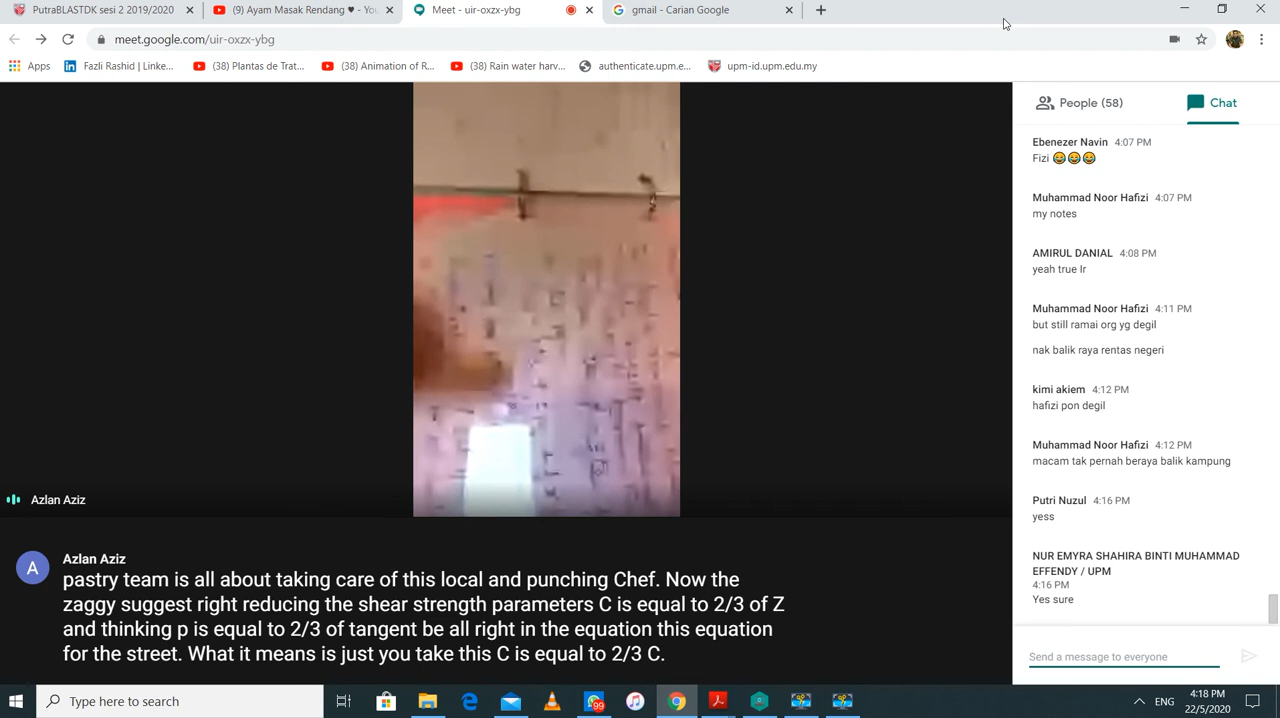 PutraBLASTDK sesi 2 2019/2020
(9) Ayam Masak Rendang ♥ - You
Meet - uir-oxzx-ybg
gmail - Carian Google
meet.google.com/uir-oxzx-ybg
Apps
Fazli Rashid | Linke...
(38) Plantas de Trat...
(38) Animation of R...
(38) Rain water harv...
authenticate.upm.e...
upm-id.upm.edu.my
People (58)
Chat
Ebenezer Navin 4:07 PM
Fizi 😂😂😂
Muhammad Noor Hafizi 4:07 PM
my notes
AMIRUL DANIAL 4:08 PM
yeah true Ir
Muhammad Noor Hafizi 4:11 PM
but still ramai org yg degil
nak balik raya rentas negeri
kimi akiem 4:12 PM
hafizi pon degil
Muhammad Noor Hafizi 4:12 PM
macam tak pernah beraya balik kampung
Putri Nuzul 4:16 PM
yess
NUR EMYRA SHAHIRA BINTI MUHAMMAD
EFFENDY / UPM
4:16 PM
Yes sure
Send a message to everyone
Azlan Aziz
A
Azlan Aziz
pastry team is all about taking care of this local and punching Chef. Now the
zaggy suggest right reducing the shear strength parameters C is equal to 2/3 of Z
and thinking p is equal to 2/3 of tangent be all right in the equation this equation
for the street. What it means is just you take this C is equal to 2/3 C.
Type here to search
99
ENG
4:18 PM
22/5/2020